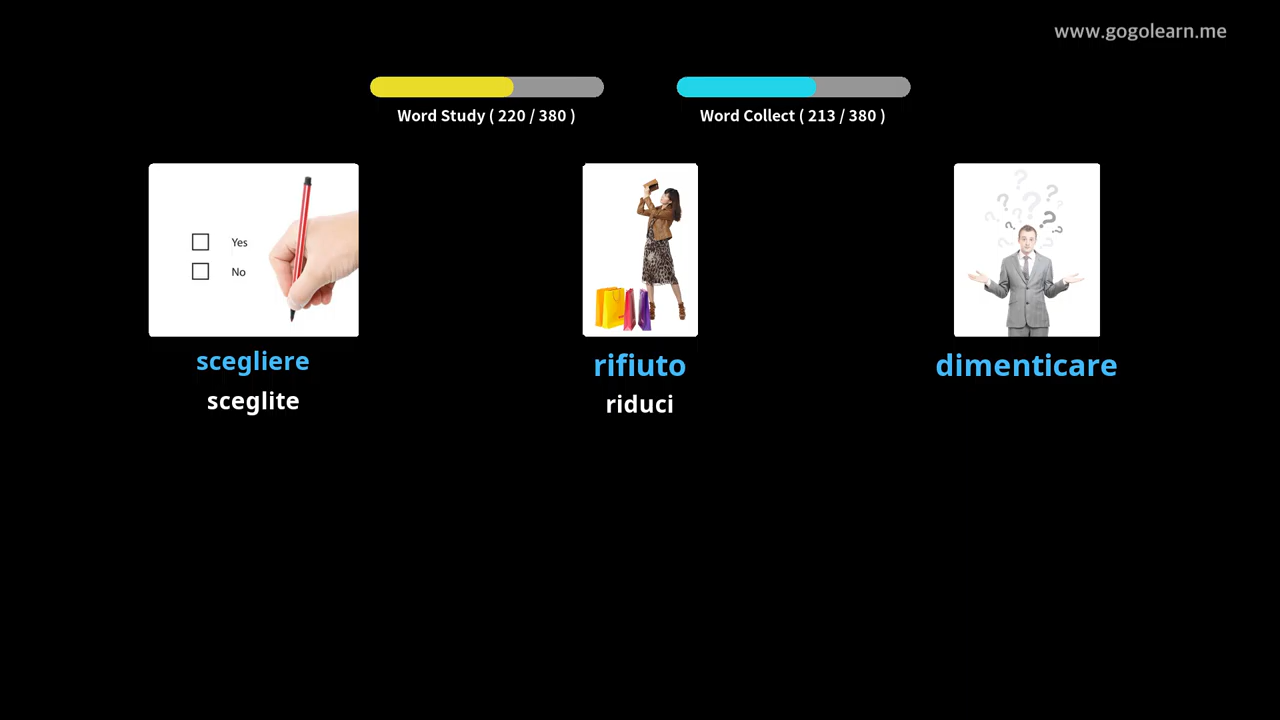 www.gogolearn.me
Word Study ( 220 / 380 )
Word Collect ( 213 / 380 )
Yes
No
scegliere
sceglite
rifiuto
riduci
dimenticare